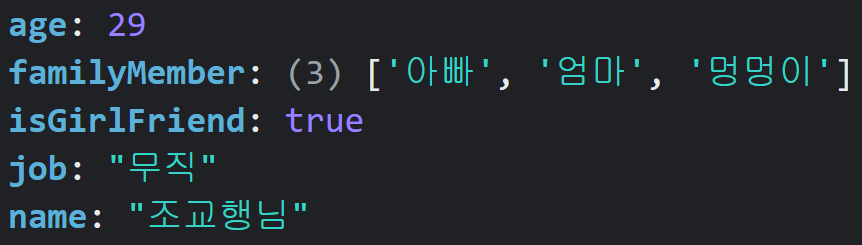 age: 29
familyMember: (3) ['아빠', '엄마', '멍멍이']
isGirlFriend: true
job: "무직"
name: "조교행님"